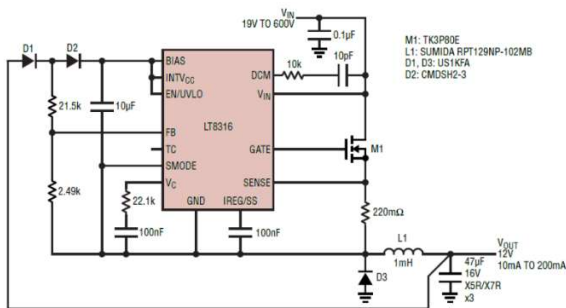 VIN
19V TO 600V
0.1µF
M1: TK3P80E
L1: SUMIDA RPT129NP-102MB
D1, D3: US1KFA
D2: CMDSH2-3
D1
D2
BIAS
INTVCC
EN/UVLO
10k
10pF
DCM
VIN
21.5k
10µF
FB
LT8316
TC
GATE
M1
SMODE
VC
SENSE
2.49k
22.1k
GND
IREG/SS
220mΩ
100nF
100nF
L1
1mH
VOUT
12V
10mA TO 200mA
D3
47µF
16V
X5R/X7R
x3